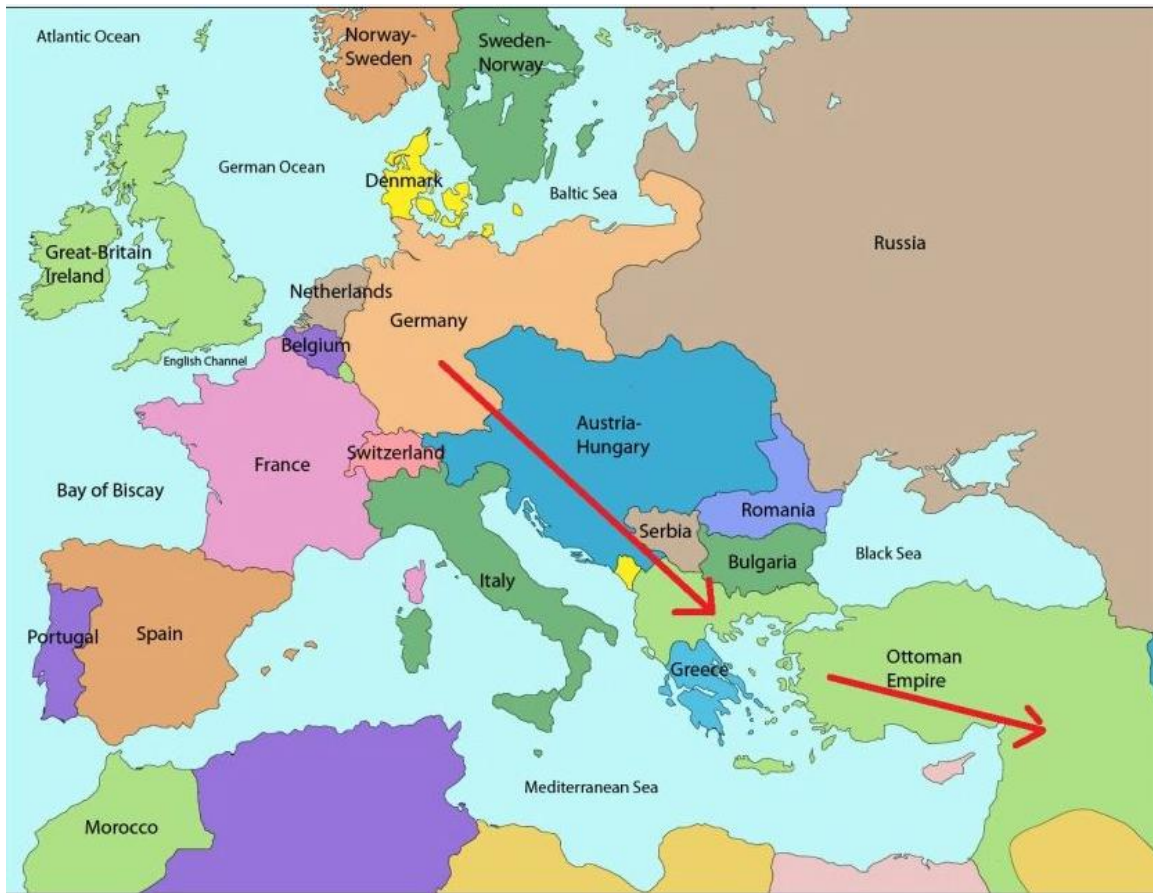 Atlantic Ocean
Norway-
Sweden
Sweden-
Norway
German Ocean
Denmark
Baltic Sea
Great-Britain
Ireland
Russia
Netherlands
Germany
Belgium
English Channel
Austria-
Hungary
France
Switzerland
Bay of Biscay
Romania
Serbia
Black Sea
Bulgaria
Italy
Portugal
Spain
Ottoman
Empire
Greece
Mediterranean Sea
Morocco